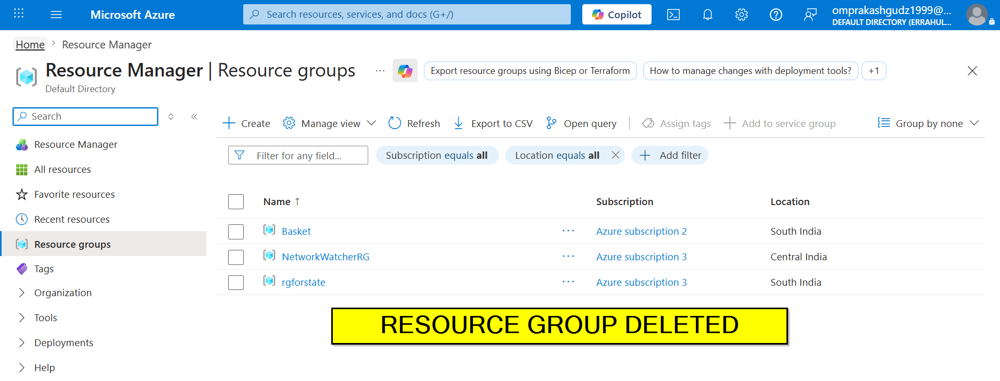 Microsoft Azure
Search resources, services, and docs (G+/)
Copilot
omprakashgudz1999@...
DEFAULT DIRECTORY (ERRAHUL...
Home > Resource Manager
Resource Manager | Resource groups
...
Export resource groups using Bicep or Terraform
How to manage changes with deployment tools?
+1
Default Directory
Search
Create
Manage view
Refresh
Export to CSV
Open query
Assign tags
Add to service group
Group by none
Resource Manager
All resources
Favorite resources
Recent resources
Resource groups
Tags
Organization
Tools
Deployments
Help
Filter for any field...
Subscription equals all
Location equals all
Add filter
Name ↑ Subscription Location
Basket ... Azure subscription 2 South India
NetworkWatcherRG ... Azure subscription 3 Central India
rgforstate ... Azure subscription 3 South India
RESOURCE GROUP DELETED